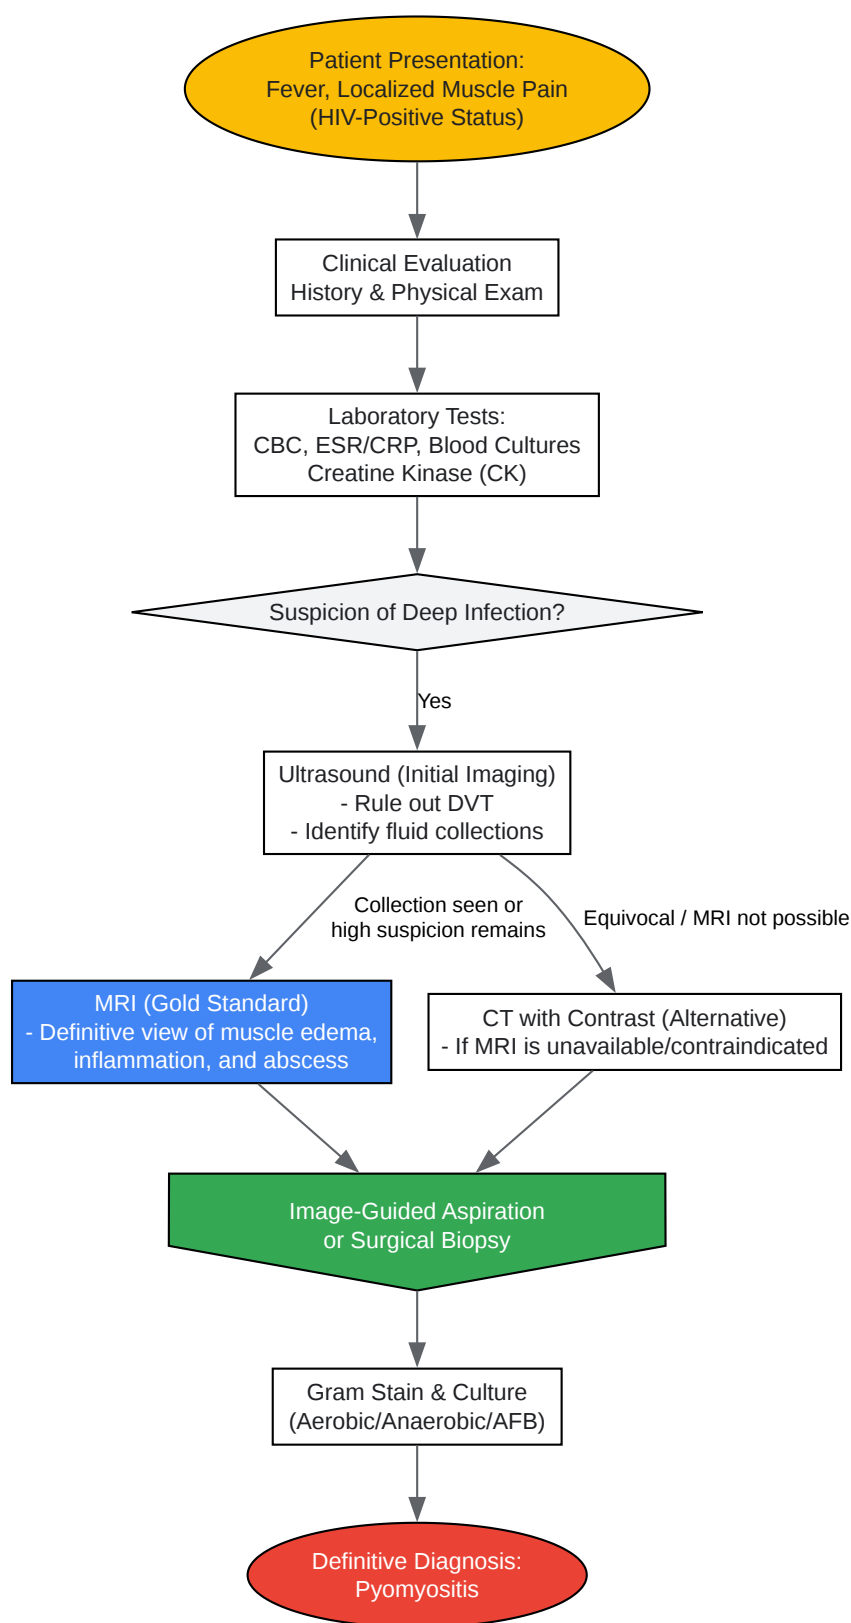 Patient Presentation:
Fever, Localized Muscle Pain
(HIV-Positive Status)
Clinical Evaluation
History & Physical Exam
Laboratory Tests:
CBC, ESR/CRP, Blood Cultures
Creatine Kinase (CK)
Suspicion of Deep Infection?
Yes
Ultrasound (Initial Imaging)
- Rule out DVT
- Identify fluid collections
Collection seen or
high suspicion remains
Equivocal / MRI not possible
MRI (Gold Standard)
- Definitive view of muscle edema,
inflammation, and abscess
CT with Contrast (Alternative)
- If MRI is unavailable/contraindicated
Image-Guided Aspiration
or Surgical Biopsy
Gram Stain & Culture
(Aerobic/Anaerobic/AFB)
Definitive Diagnosis:
Pyomyositis